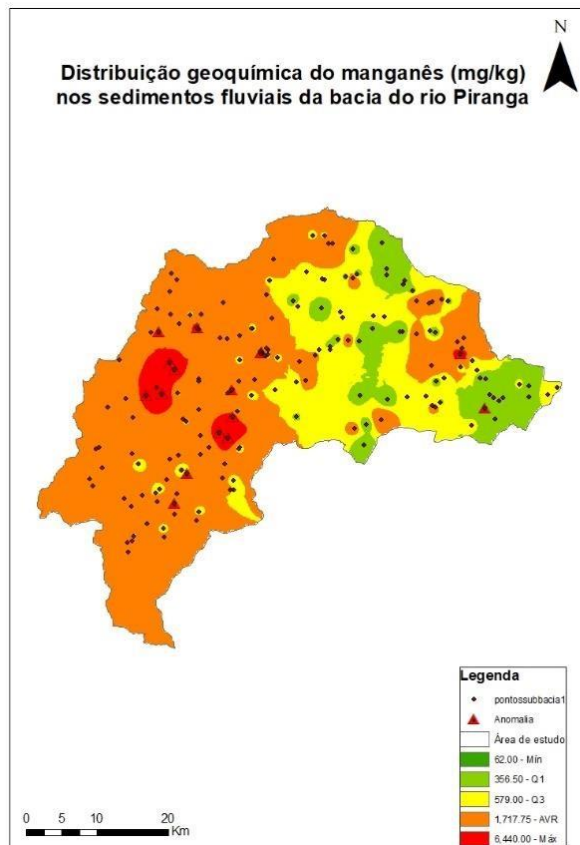 N
Distribuição geoquímica do manganês (mg/kg)
nos sedimentos fluviais da bacia do rio Piranga
Legenda
pontossubbacia1
Anomalia
Área de estudo
62.00 - Mín
356.50 - Q1
579.00 - Q3
1,717.75 - AVR
6,440.00 - Máx
0 5 10 20
Km